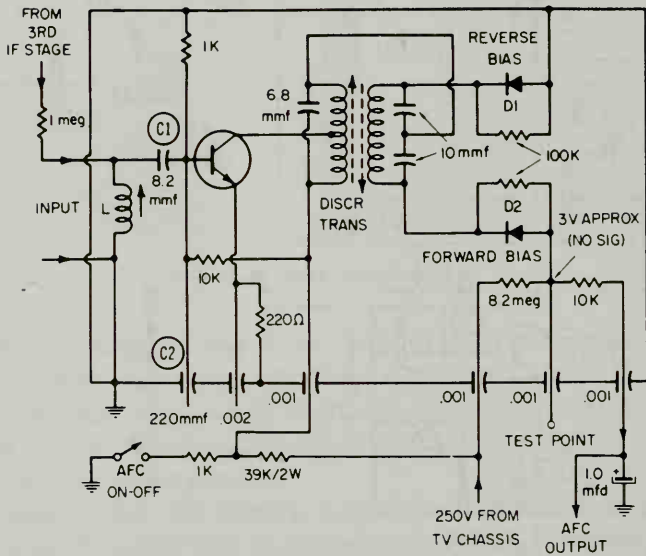 FROM
3RD
IF STAGE
1 meg
C1
8.2
mmf
INPUT
L
1K
6.8
mmf
DISCR
TRANS
REVERSE
BIAS
D1
10 mmf
100K
D2
FORWARD BIAS
3V APPROX
(NO SIG)
10K
220Ω
8.2 meg
10K
C2
220mmf
.002
.001
.001
.001
.001
TEST POINT
AFC
ON-OFF
1K
39K/2W
250V FROM
TV CHASSIS
AFC
OUTPUT
1.0
mfd
+